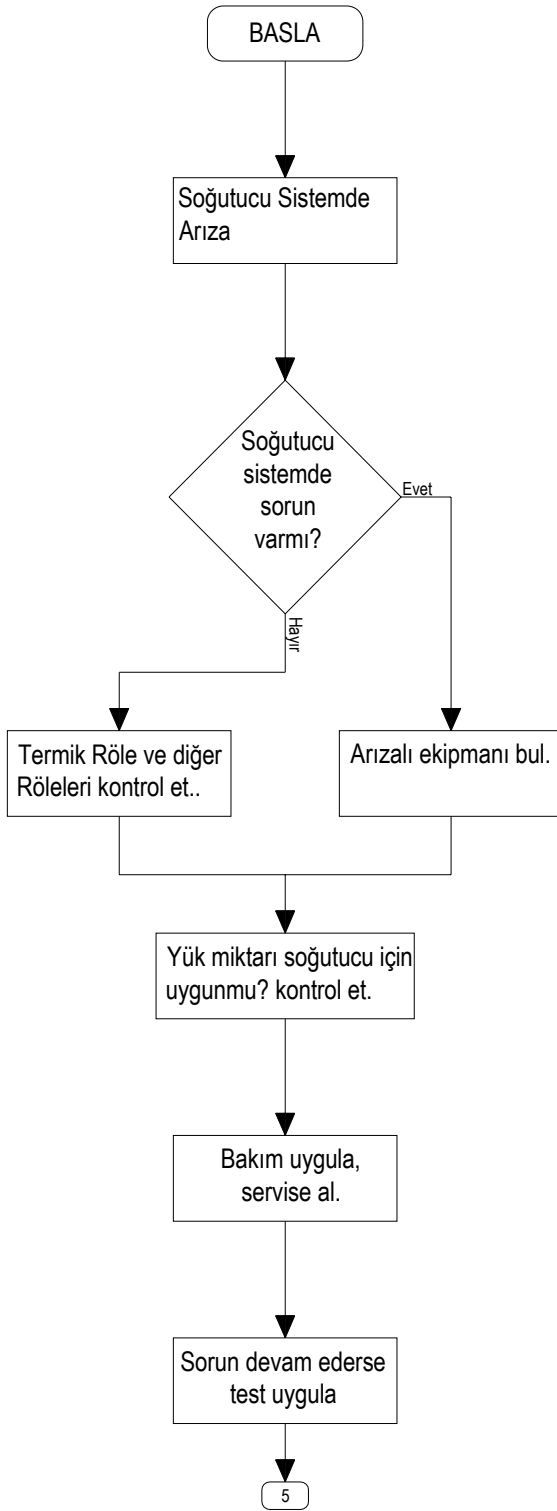 BASLA
Soğutucu Sistemde
Arıza
Soğutucu
sistemde
sorun
varmı?
Evet
Hayır
Termik Röle ve diğer
Röleleri kontrol et..
Arızalı ekipmanı bul.
Yük miktarı soğutucu için
uygunmu? kontrol et.
Bakım uygula,
servise al.
Sorun devam ederse
test uygula
5